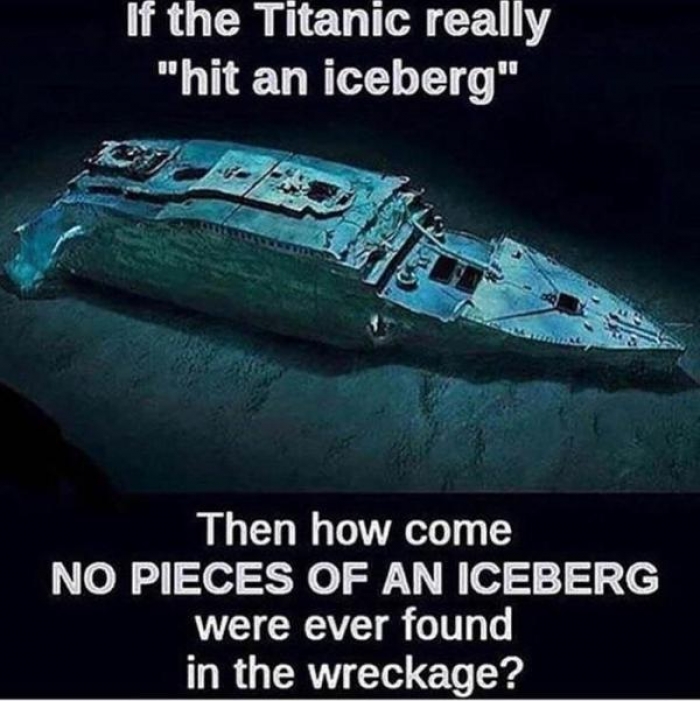 If the Titanic really
"hit an iceberg"
Then how come
NO PIECES OF AN ICEBERG
were ever found
in the wreckage?